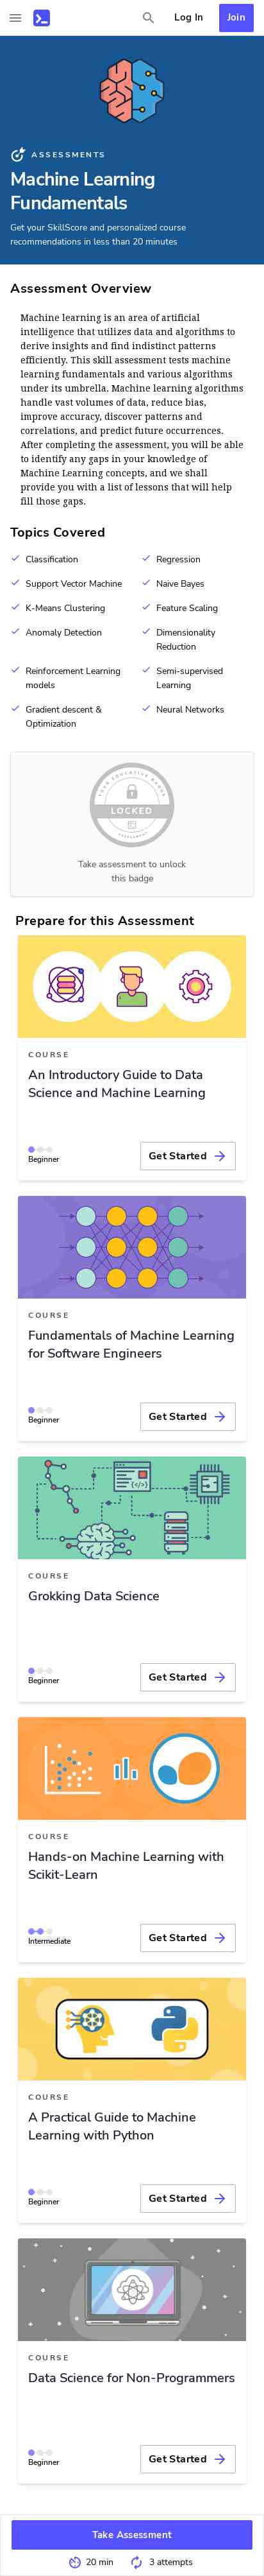 Log In
Join
ASSESSMENTS
Machine Learning
Fundamentals
Get your SkillScore and personalized course
recommendations in less than 20 minutes
Assessment Overview
Machine learning is an area of artificial
intelligence that utilizes data and algorithms to
derive insights and find indistinct patterns
efficiently. This skill assessment tests machine
learning fundamentals and various algorithms
under its umbrella. Machine learning algorithms
handle vast volumes of data, reduce bias,
improve accuracy, discover patterns and
correlations, and predict future occurrences.
After completing the assessment, you will be able
to identify any gaps in your knowledge of
Machine Learning concepts, and we shall
provide you with a list of lessons that will help
fill those gaps.
Topics Covered
Classification
Regression
Support Vector Machine
Naive Bayes
K-Means Clustering
Feature Scaling
Anomaly Detection
Dimensionality
Reduction
Reinforcement Learning
models
Semi-supervised
Learning
Gradient descent &
Optimization
Neural Networks
YOUR EDUCATIVE BADGE
LOCKED
ASSESSMENT
Take assessment to unlock
this badge
Prepare for this Assessment
COURSE
An Introductory Guide to Data
Science and Machine Learning
Beginner
Get Started
COURSE
Fundamentals of Machine Learning
for Software Engineers
Beginner
Get Started
COURSE
Grokking Data Science
Beginner
Get Started
COURSE
Hands-on Machine Learning with
Scikit-Learn
Intermediate
Get Started
COURSE
A Practical Guide to Machine
Learning with Python
Beginner
Get Started
COURSE
Data Science for Non-Programmers
Beginner
Get Started
Take Assessment
20 min
3 attempts